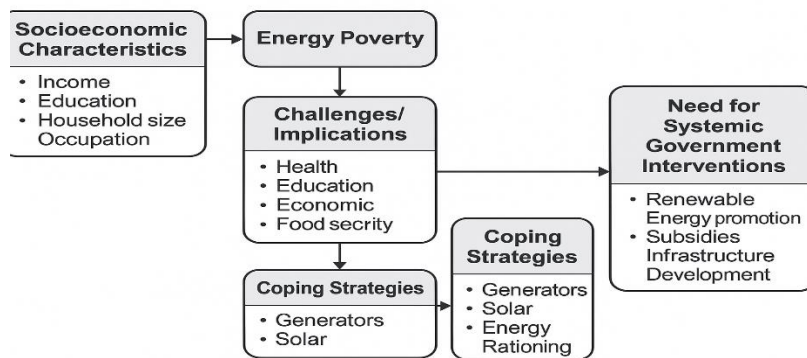 Socioeconomic
Characteristics
• Income
• Education
• Household size
Occupation
Energy Poverty
Challenges/
Implications
• Health
• Education
• Economic
• Food secrity
Need for
Systemic
Government
Interventions
• Renewable
Energy promotion
• Subsidies
Infrastructure
Development
Coping Strategies
• Generators
• Solar
Coping
Strategies
• Generators
• Solar
• Energy
Rationing